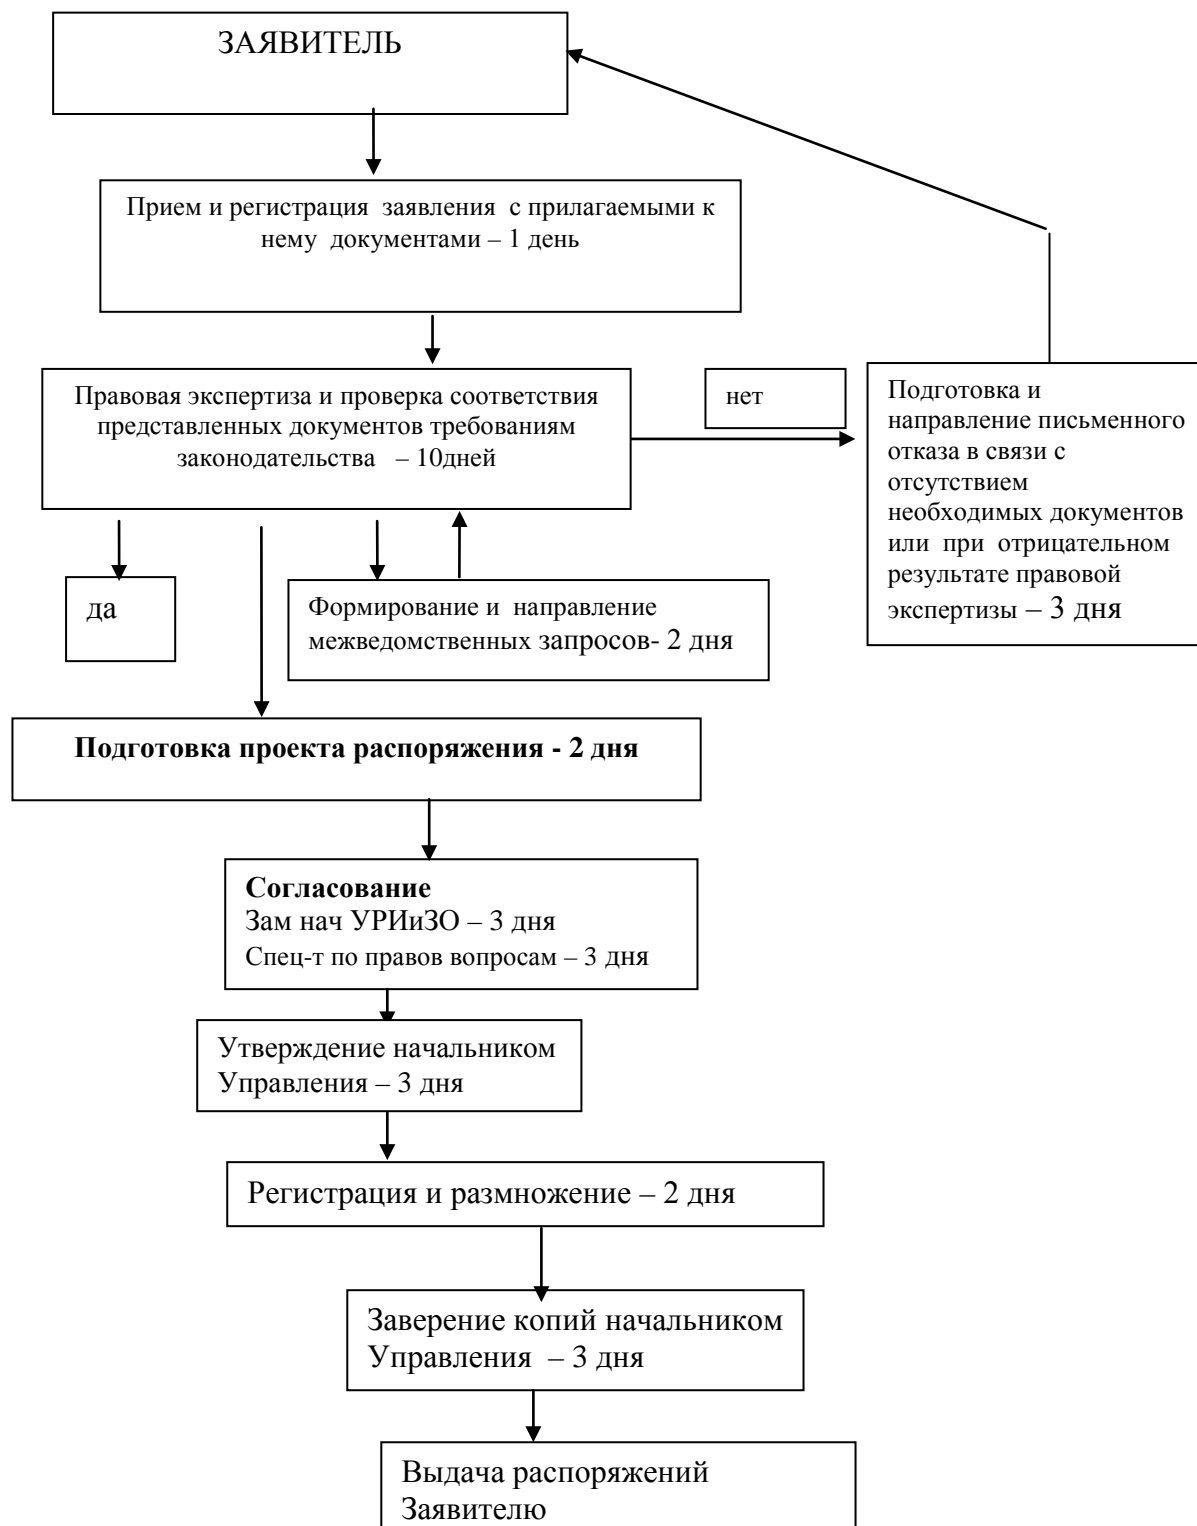 ЗАЯВИТЕЛЬ
Прием и регистрация заявления с прилагаемыми к
нему документами – 1 день
Правовая экспертиза и проверка соответствия
представленных документов требованиям
законодательства – 10дней
нет
Подготовка и
направление письменного
отказа в связи с
отсутствием
необходимых документов
или при отрицательном
результате правовой
экспертизы – 3 дня
да
Формирование и направление
межведомственных запросов- 2 дня
Подготовка проекта распоряжения - 2 дня
Согласование
Зам нач УРИиЗО – 3 дня
Спец-т по правов вопросам – 3 дня
Утверждение начальником
Управления – 3 дня
Регистрация и размножение – 2 дня
Заверение копий начальником
Управления – 3 дня
Выдача распоряжений
Заявителю